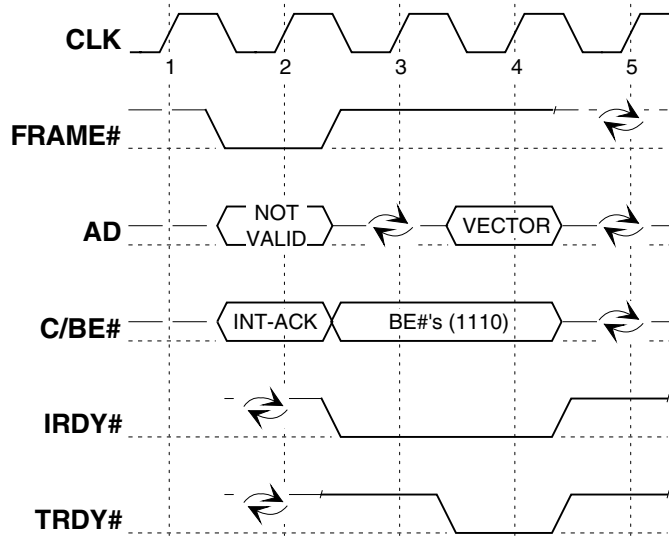 CLK
1 2 3 4 5
FRAME#
AD
NOT
VALID
VECTOR
C/BE#
INT-ACK
BE#'s (1110)
IRDY#
TRDY#